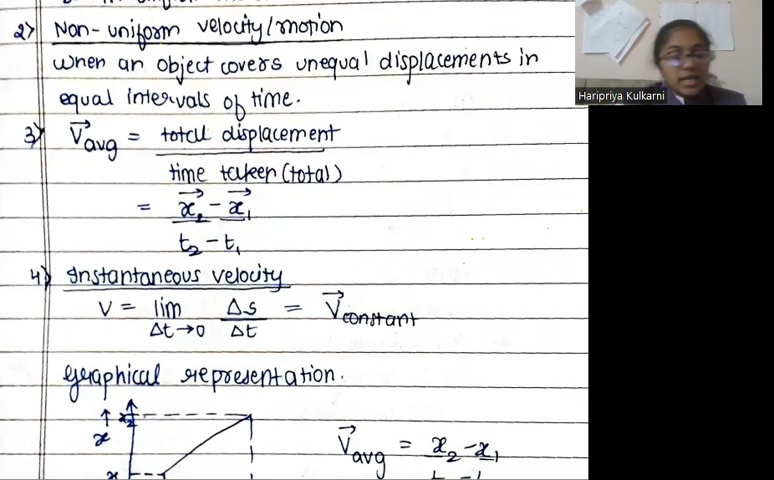 2) Non-uniform velocity/motion
when an object covers unequal displacements in
equal intervals of time.
3) V⃗avg = total displacement
time taken (total)
= x⃗₂ - x⃗₁
t₂ - t₁
4) Instantaneous velocity
V = lim Δs = V⃗constant
Δt→0 Δt
Graphical representation.
x₂
x
V⃗avg = x₂ - x₁
Haripriya Kulkarni